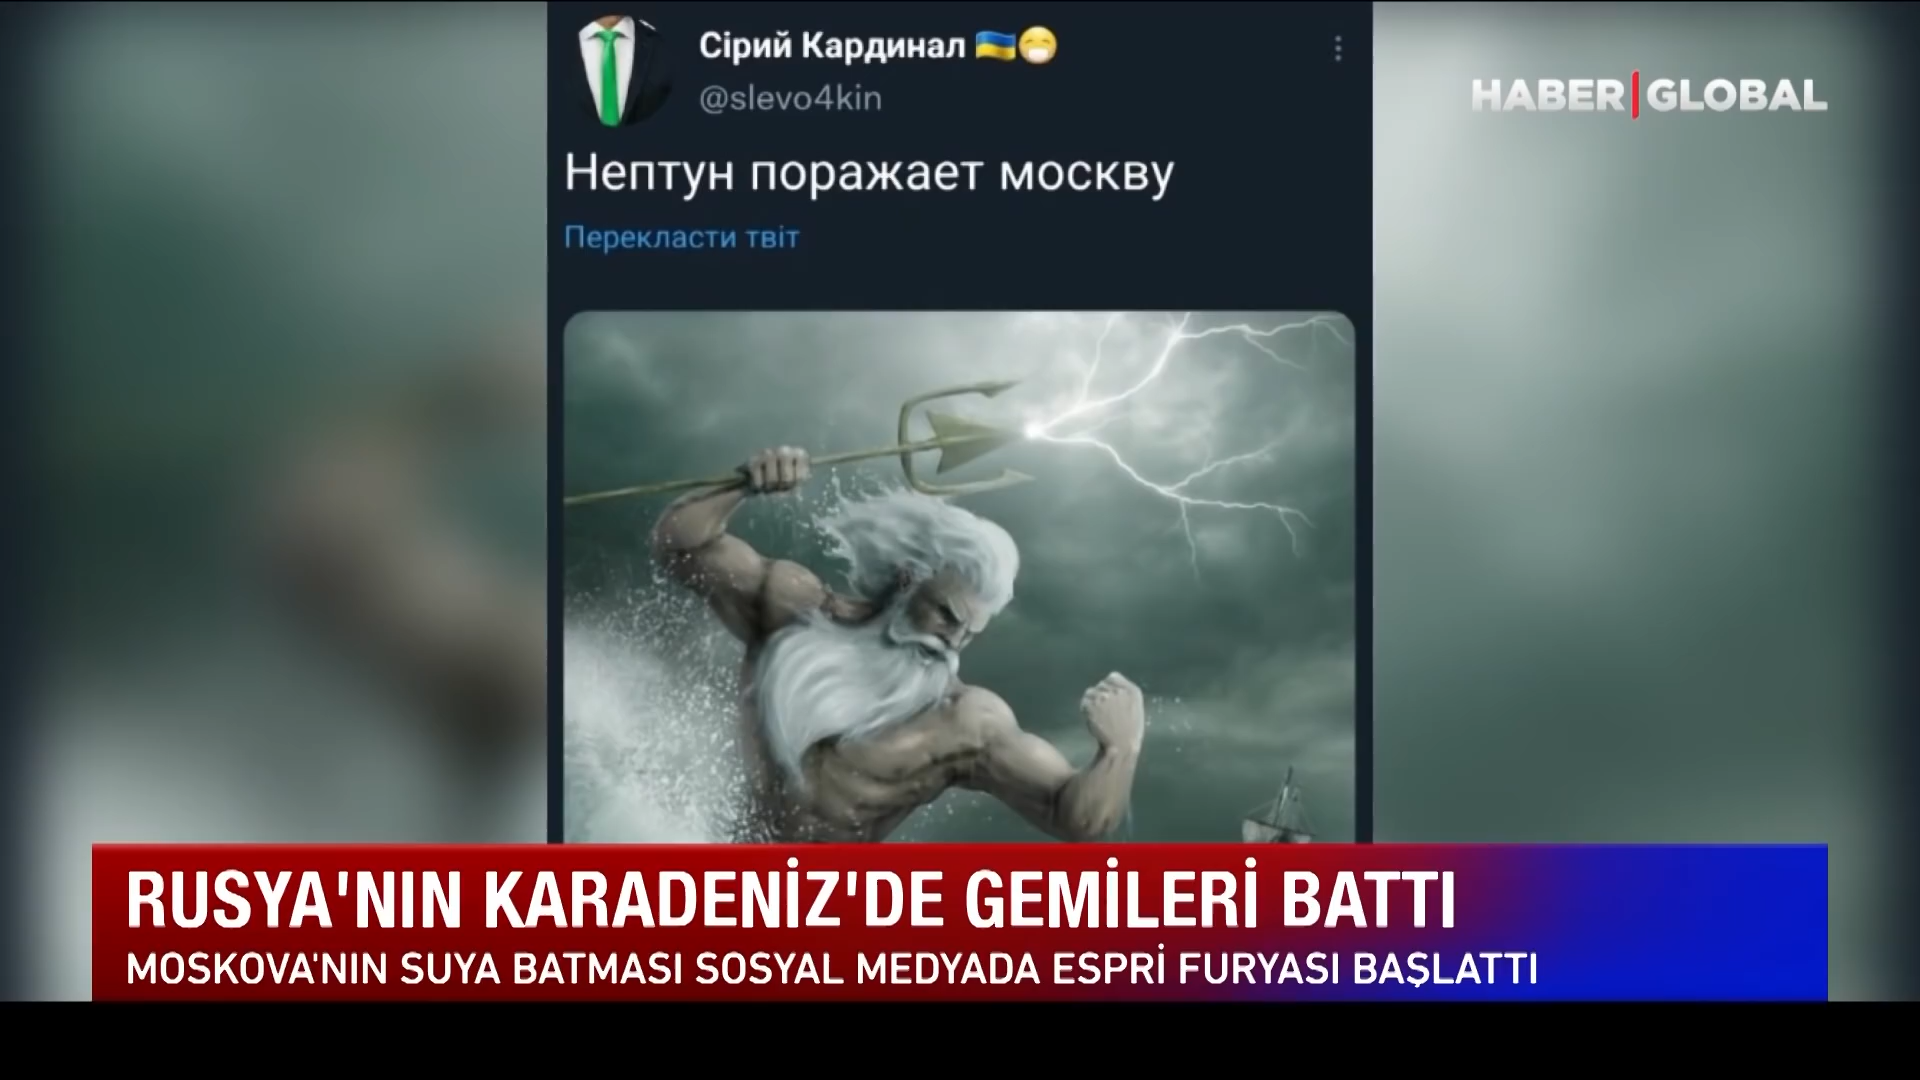 Сірий Кардинал 🇺🇦😷
@slevo4kin
HABER|GLOBAL
Нептун поражает москву
Перекласти твіт
RUSYA'NIN KARADENİZ'DE GEMİLERİ BATTI
MOSKOVA'NIN SUYA BATMASI SOSYAL MEDYADA ESPRİ FURYASI BAŞLATTI